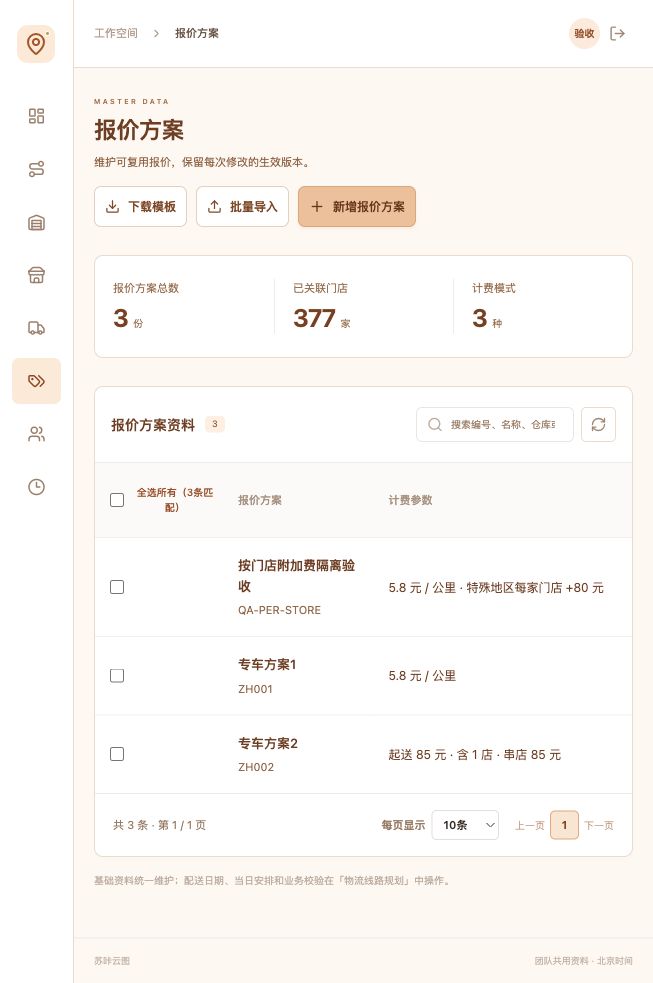 工作空间 > 报价方案
验收
MASTER DATA
报价方案
维护可复用报价，保留每次修改的生效版本。
下载模板
批量导入
新增报价方案
报价方案总数
已关联门店
计费模式
3 份
377 家
3 种
报价方案资料 3
搜索编号、名称、仓库
全选所有（3条匹
配）
报价方案
计费参数
按门店附加费隔离验
收
QA-PER-STORE
5.8 元 / 公里 · 特殊地区每家门店 +80 元
专车方案1
ZH001
5.8 元 / 公里
专车方案2
ZH002
起送 85 元 · 含 1 店 · 串店 85 元
共 3 条 · 第 1 / 1 页
每页显示 10条
上一页 1 下一页
基础资料统一维护；配送日期、当日安排和业务校验在「物流线路规划」中操作。
苏咔云图
团队共用资料 · 北京时间